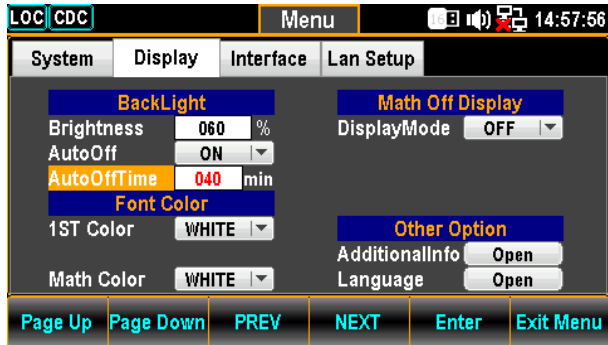 LOC CDC Menu 16 14:57:56
System Display Interface Lan Setup
BackLight
Brightness 060 %
AutoOff ON
AutoOffTime 040 min
Font Color
1ST Color WHITE
Math Color WHITE
Math Off Display
DisplayMode OFF
Other Option
AdditionalInfo Open
Language Open
Page Up Page Down PREV NEXT Enter Exit Menu